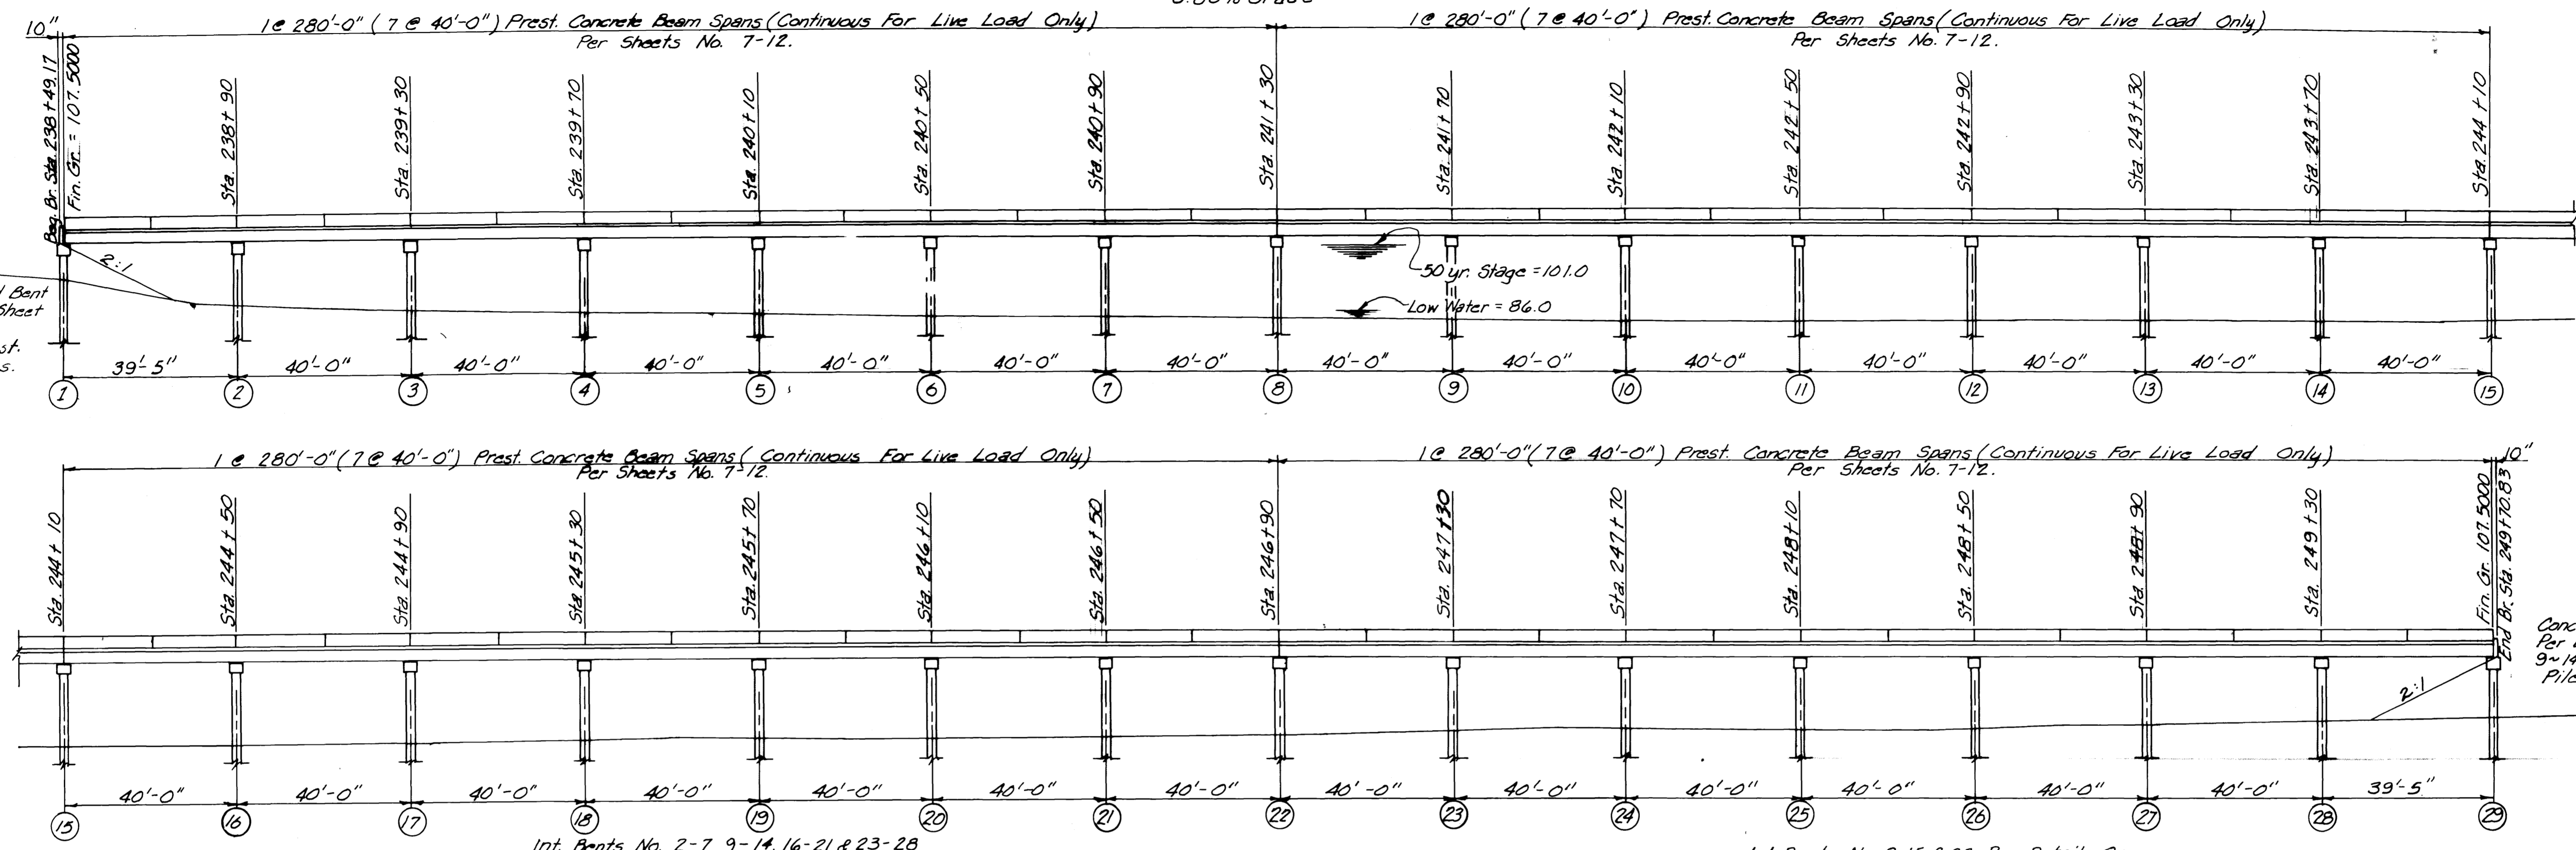 0.00% Grade
10" 1@ 280'-0" (7@ 40'-0") Prest. Concrete Beam Spans (Continuous For Live Load Only) 1@ 280'-0" (7@ 40'-0") Prest. Concrete Beam Spans (Continuous For Live Load Only)
Per Sheets No. 7-12. Per Sheets No. 7-12.
Beg. Br. Sta. 238+49.17
Fin. Gr. = 107.5000
Sta. 238+90
Sta. 239+30
Sta. 239+70
Sta. 240+10
Sta. 240+50
Sta. 240+90
Sta. 241+30
Sta. 241+70
Sta. 242+10
Sta. 242+50
Sta. 242+90
Sta. 243+30
Sta. 243+70
Sta. 244+10
2:1
50 yr. Stage = 101.0
Low Water = 86.0
Bent
Sheet
39'-5" 40'-0" 40'-0" 40'-0" 40'-0" 40'-0" 40'-0" 40'-0" 40'-0" 40'-0" 40'-0" 40'-0" 40'-0" 40'-0"
1 2 3 4 5 6 7 8 9 10 11 12 13 14 15
1@ 280'-0" (7@ 40'-0") Prest. Concrete Beam Spans (Continuous For Live Load Only) 1@ 280'-0" (7@ 40'-0") Prest. Concrete Beam Spans (Continuous For Live Load Only) 10"
Per Sheets No. 7-12. Per Sheets No. 7-12.
Sta. 244+10
Sta. 244+50
Sta. 244+90
Sta. 245+30
Sta. 245+70
Sta. 246+10
Sta. 246+50
Sta. 246+90
Sta. 247+30
Sta. 247+70
Sta. 248+10
Sta. 248+50
Sta. 248+90
Sta. 249+30
Fin. Gr. 107.5000
End Br. Sta. 249+70.83
2:1
Conc
Per
9~14
Pile
40'-0" 40'-0" 40'-0" 40'-0" 40'-0" 40'-0" 40'-0" 40'-0" 40'-0" 40'-0" 40'-0" 40'-0" 40'-0" 39'-5"
15 16 17 18 19 20 21 22 23 24 25 26 27 28 29
Int. Bents No. 2-7, 9-14, 16-21 & 23-28